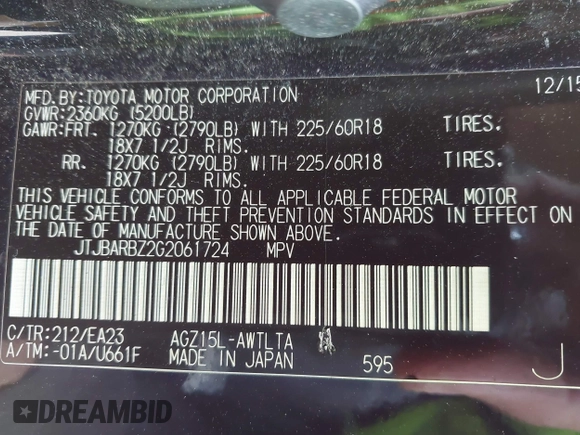 MFD.BY:TOYOTA MOTOR CORPORATION 12/15
GVWR:2360KG (5200LB)
GAWR:FRT. 1270KG (2790LB) WITH 225/60R18 TIRES.
18X7 1/2J RIMS.
RR. 1270KG (2790LB) WITH 225/60R18 TIRES.
18X7 1/2J RIMS.
THIS VEHICLE CONFORMS TO ALL APPLICABLE FEDERAL MOTOR
VEHICLE SAFETY AND THEFT PREVENTION STANDARDS IN EFFECT ON
THE DATE OF MANUFACTURE SHOWN ABOVE.
JTJBARBZ2G2061724 MPV
C/TR:212/EA23 AGZ15L-AWTLTA
A/TM:-01A/U661F MADE IN JAPAN 595 J
DREAMBID